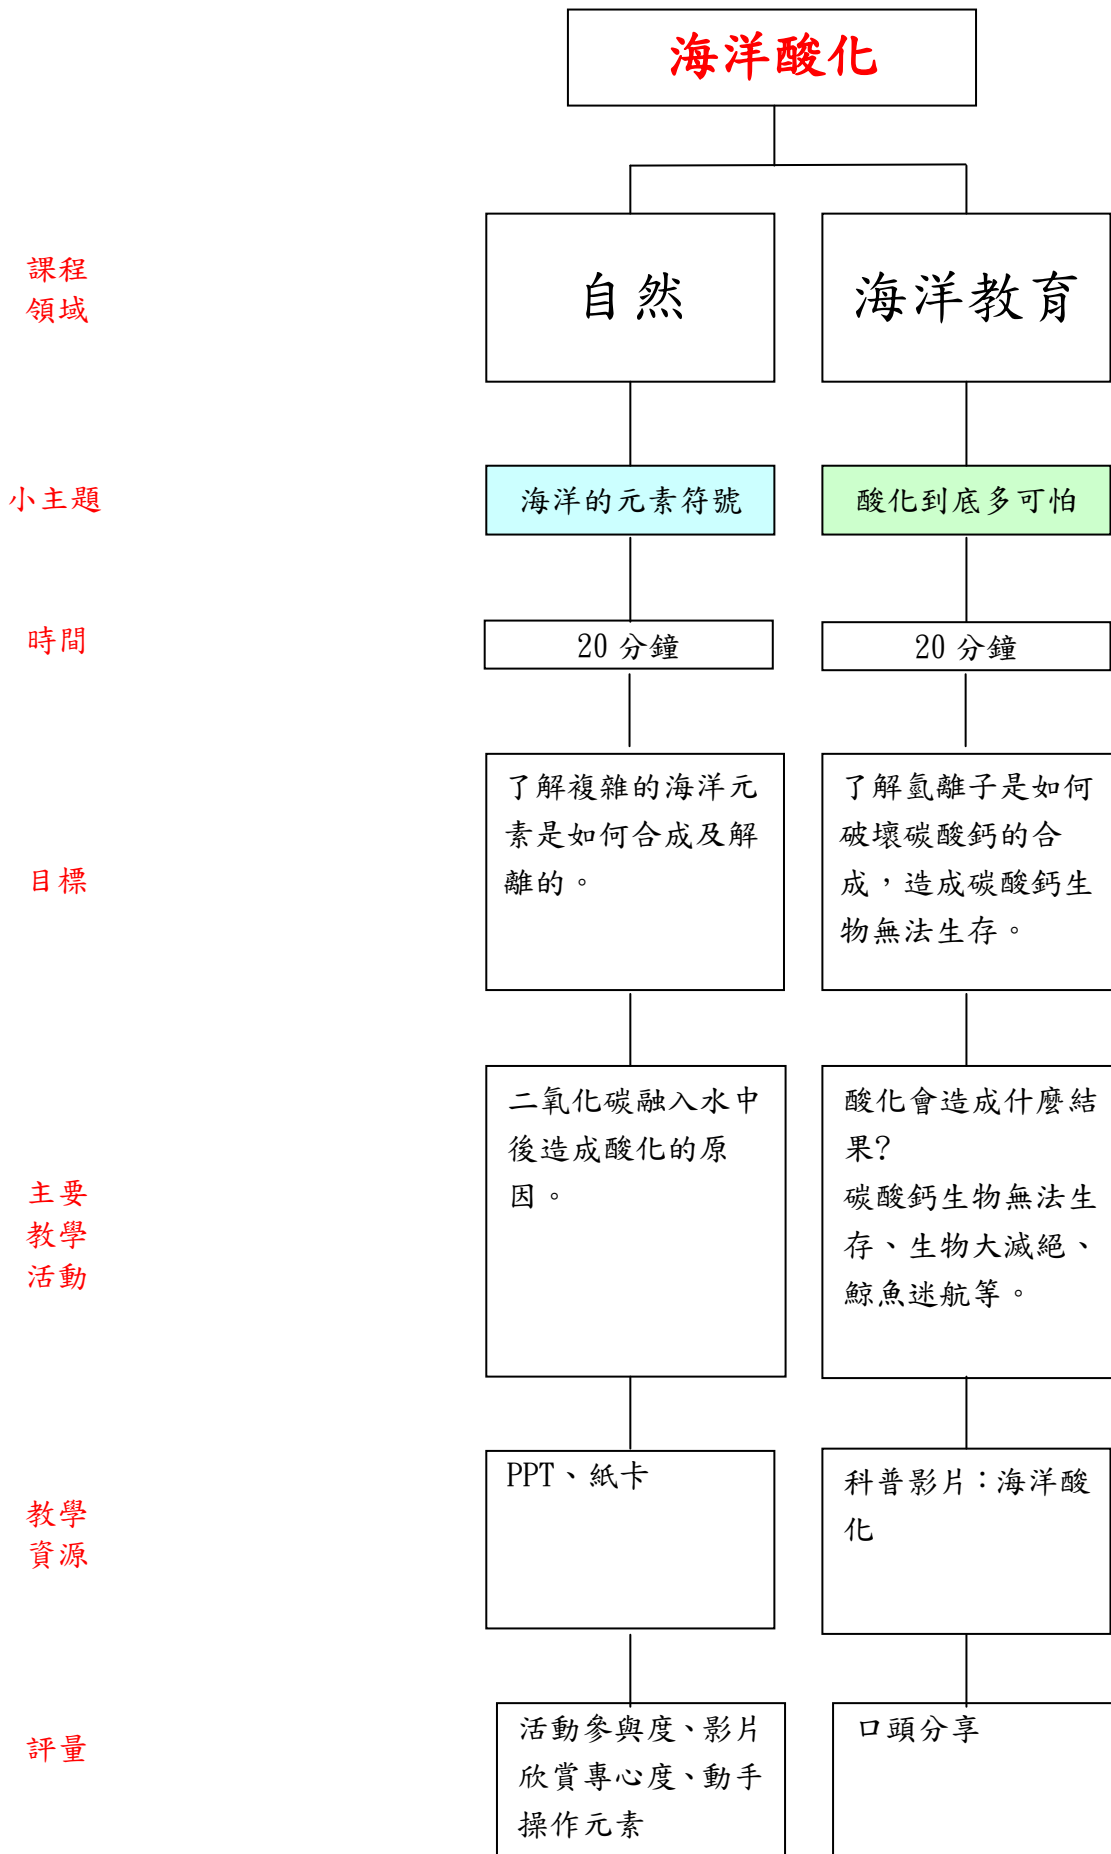 海洋酸化
課程
領域
自然
海洋教育
小主題
海洋的元素符號
酸化到底多可怕
時間
20 分鐘
20 分鐘
目標
了解複雜的海洋元
素是如何合成及解
離的。
了解氫離子是如何
破壞碳酸鈣的合
成，造成碳酸鈣生
物無法生存。
主要
教學
活動
二氧化碳融入水中
後造成酸化的原
因。
酸化會造成什麼結
果?
碳酸鈣生物無法生
存、生物大滅絕、
鯨魚迷航等。
教學
資源
PPT、紙卡
科普影片：海洋酸
化
評量
活動參與度、影片
欣賞專心度、動手
操作元素
口頭分享